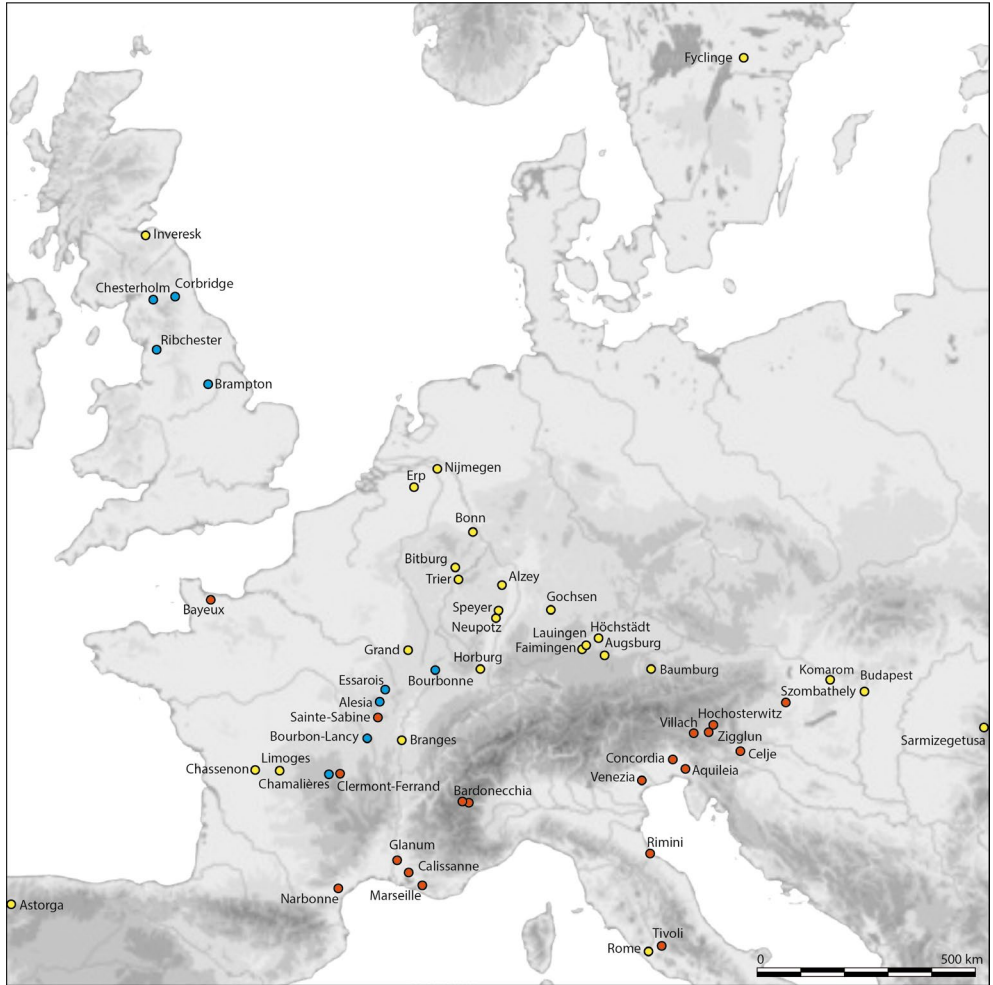 Fyclinge
Inveresk
Corbridge
Chesterholm
Ribchester
Brampton
Nijmegen
Erp
Bonn
Bitburg
Trier
Alzey
Gochsen
Bayeux
Speyer
Neupotz
Höchstädt
Lauingen
Augsburg
Faimingen
Grand
Horburg
Baumburg
Komarom
Budapest
Essarois
Bourbonne
Szombathely
Alesia
Sainte-Sabine
Hochosterwitz
Villach
Zigglun
Sarmizegetusa
Bourbon-Lancy
Branges
Celje
Concordia
Limoges
Chassenon
Aquileia
Venezia
Chamalières
Clermont-Ferrand
Bardonecchia
Rimini
Glanum
Calissanne
Marseille
Narbonne
Astorga
Tivoli
Rome
0 500 km